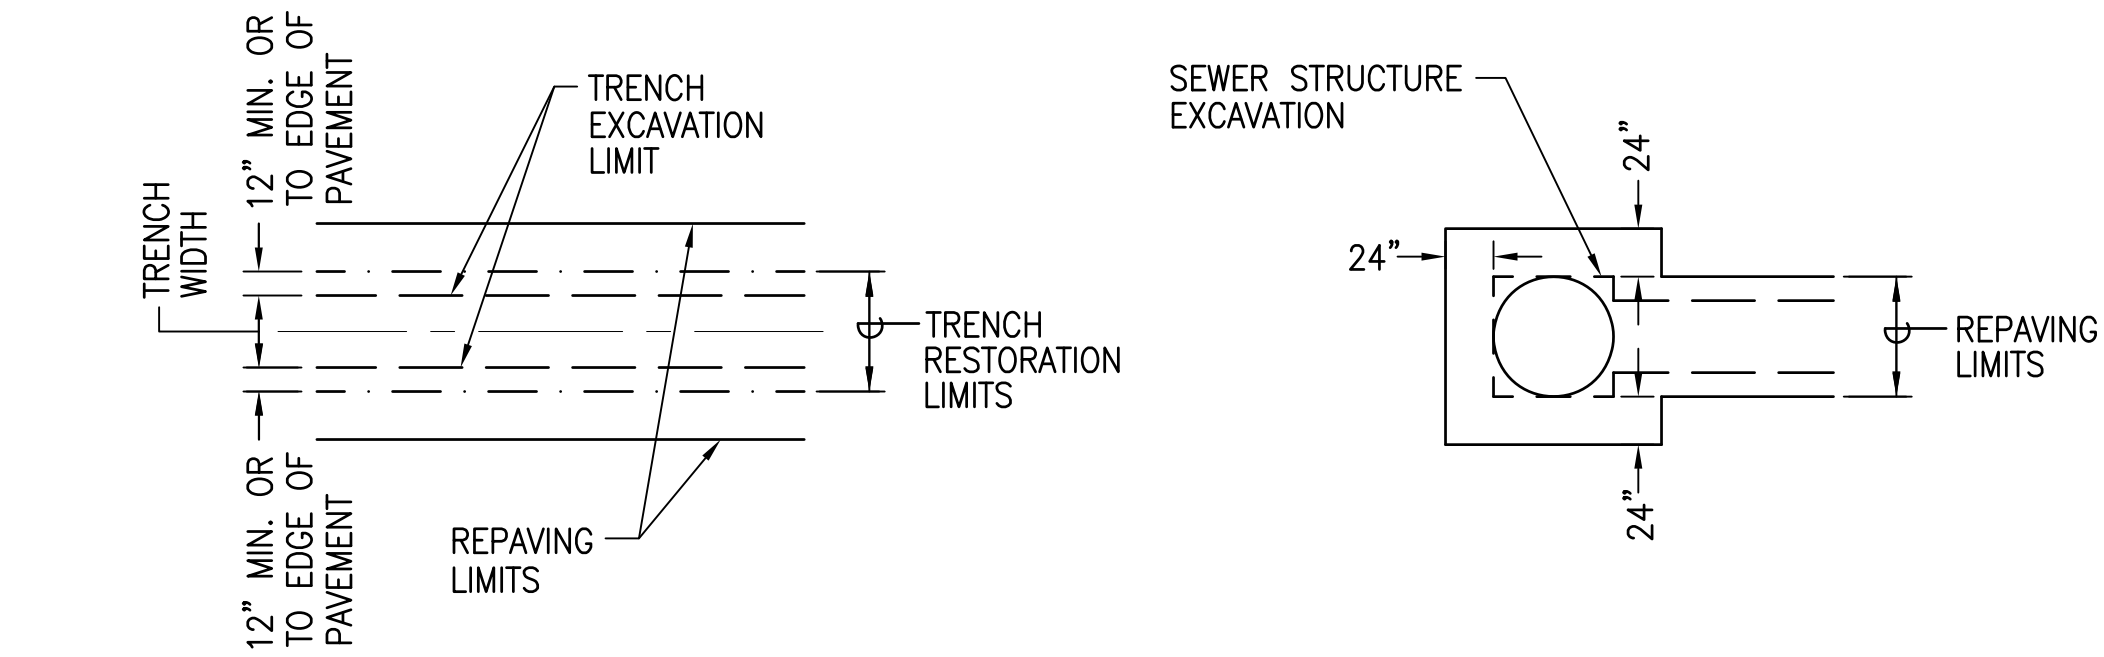 12" MIN. OR
TO EDGE OF
PAVEMENT
TRENCH
WIDTH
TRENCH
EXCAVATION
LIMIT
TRENCH
RESTORATION
LIMITS
12" MIN. OR
TO EDGE OF
PAVEMENT
REPAVING
LIMITS
SEWER STRUCTURE
EXCAVATION
24"
24"
24"
REPAVING
LIMITS